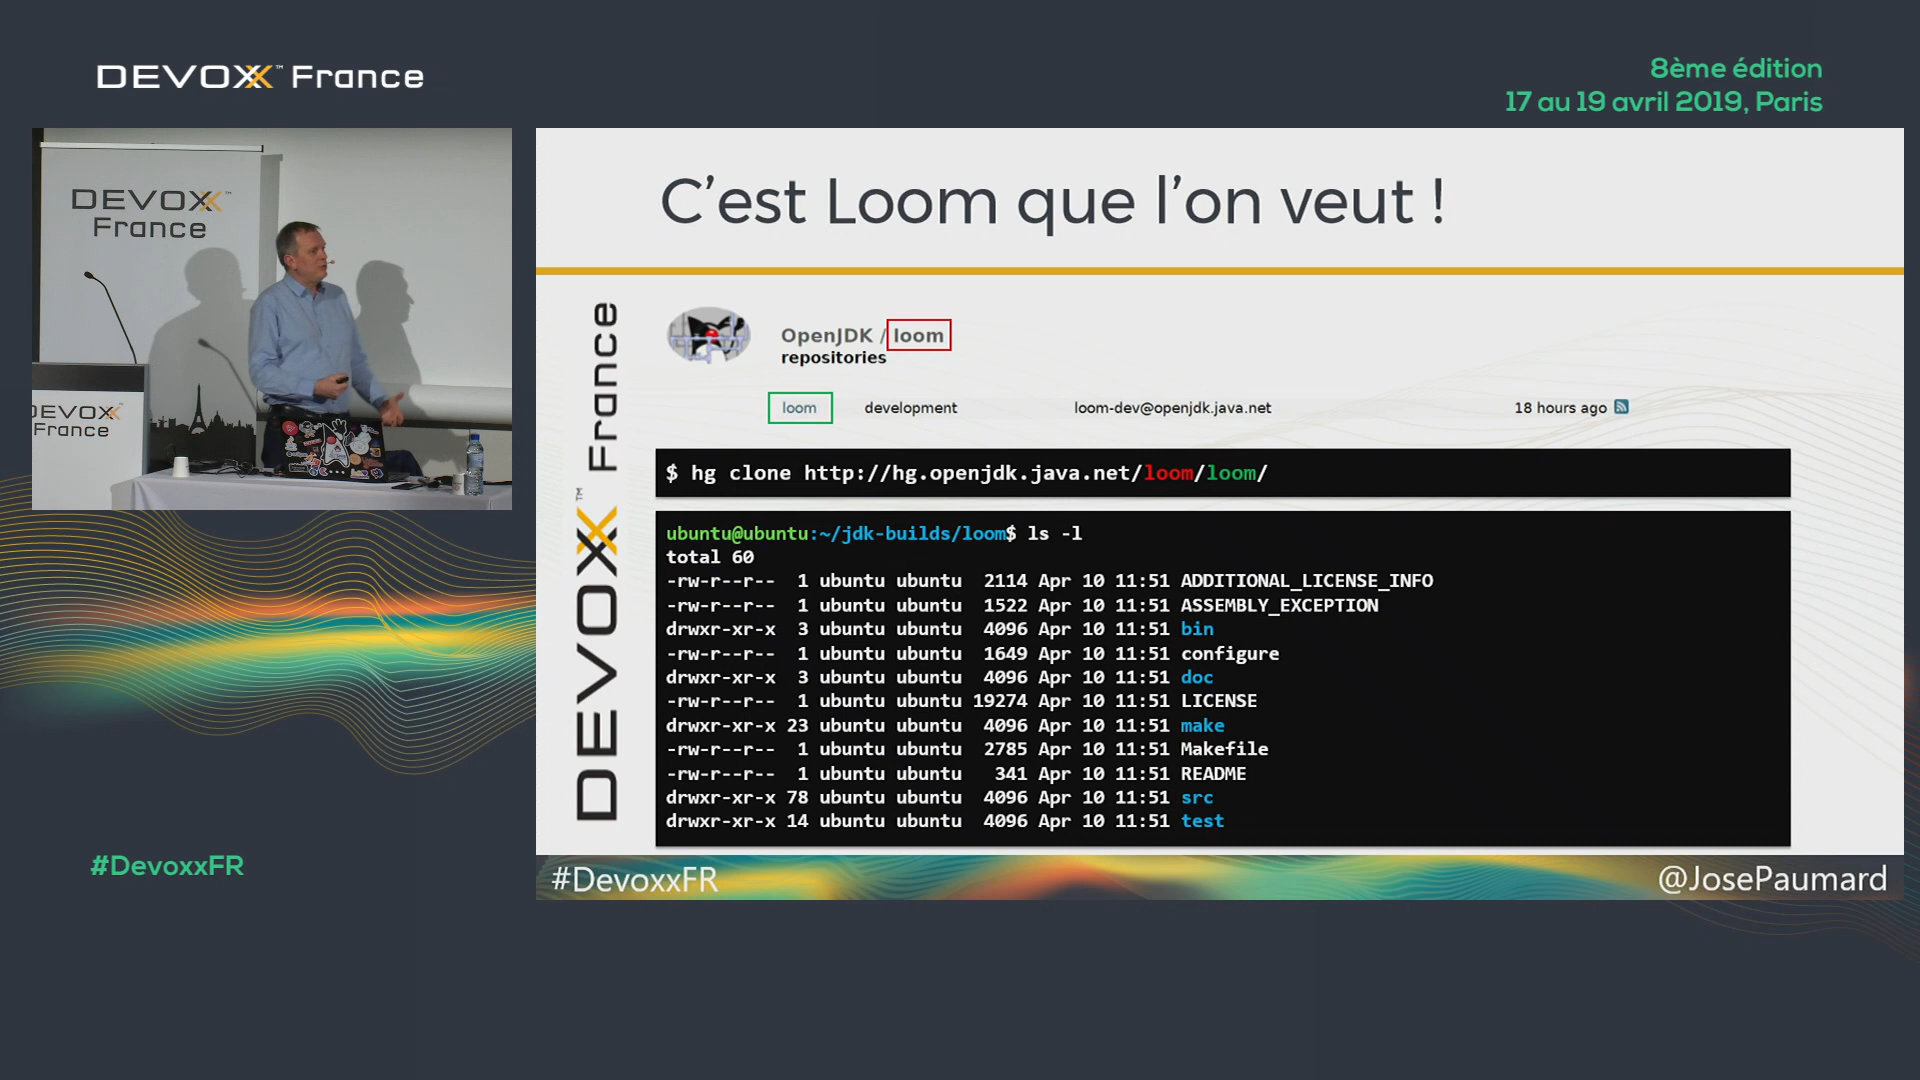 DEVOXX™ France
8ème édition
17 au 19 avril 2019, Paris
DEVOXX™
France
DEVOXX
France
#DevoxxFR
C'est Loom que l'on veut !
DEVOXX™ France
OpenJDK / loom
repositories
loom development loom-dev@openjdk.java.net 18 hours ago
$ hg clone http://hg.openjdk.java.net/loom/loom/
ubuntu@ubuntu:~/jdk-builds/loom$ ls -l
total 60
-rw-r--r--  1 ubuntu ubuntu  2114 Apr 10 11:51 ADDITIONAL_LICENSE_INFO
-rw-r--r--  1 ubuntu ubuntu  1522 Apr 10 11:51 ASSEMBLY_EXCEPTION
drwxr-xr-x  3 ubuntu ubuntu  4096 Apr 10 11:51 bin
-rw-r--r--  1 ubuntu ubuntu  1649 Apr 10 11:51 configure
drwxr-xr-x  3 ubuntu ubuntu  4096 Apr 10 11:51 doc
-rw-r--r--  1 ubuntu ubuntu 19274 Apr 10 11:51 LICENSE
drwxr-xr-x 23 ubuntu ubuntu  4096 Apr 10 11:51 make
-rw-r--r--  1 ubuntu ubuntu  2785 Apr 10 11:51 Makefile
-rw-r--r--  1 ubuntu ubuntu   341 Apr 10 11:51 README
drwxr-xr-x 78 ubuntu ubuntu  4096 Apr 10 11:51 src
drwxr-xr-x 14 ubuntu ubuntu  4096 Apr 10 11:51 test
#DevoxxFR
@JosePaumard